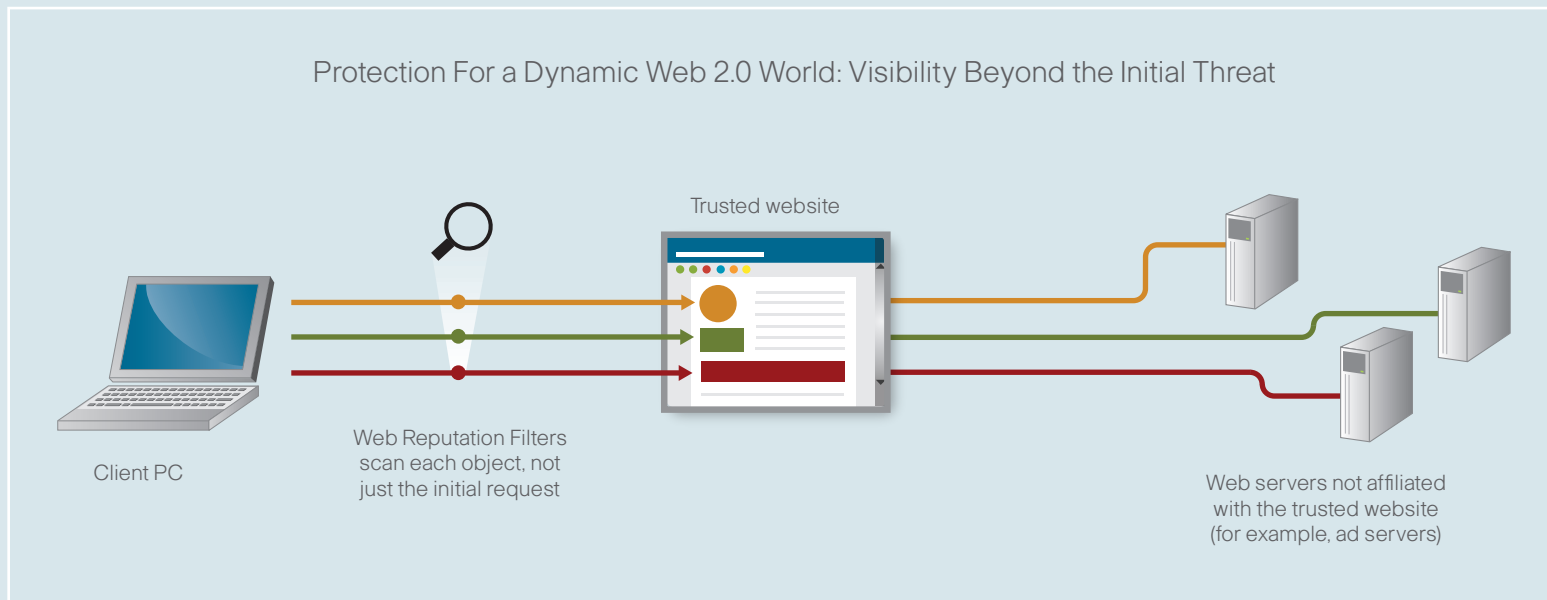 Protection For a Dynamic Web 2.0 World: Visibility Beyond the Initial Threat
Trusted website
Client PC
Web Reputation Filters
scan each object, not
just the initial request
Web servers not affiliated
with the trusted website
(for example, ad servers)